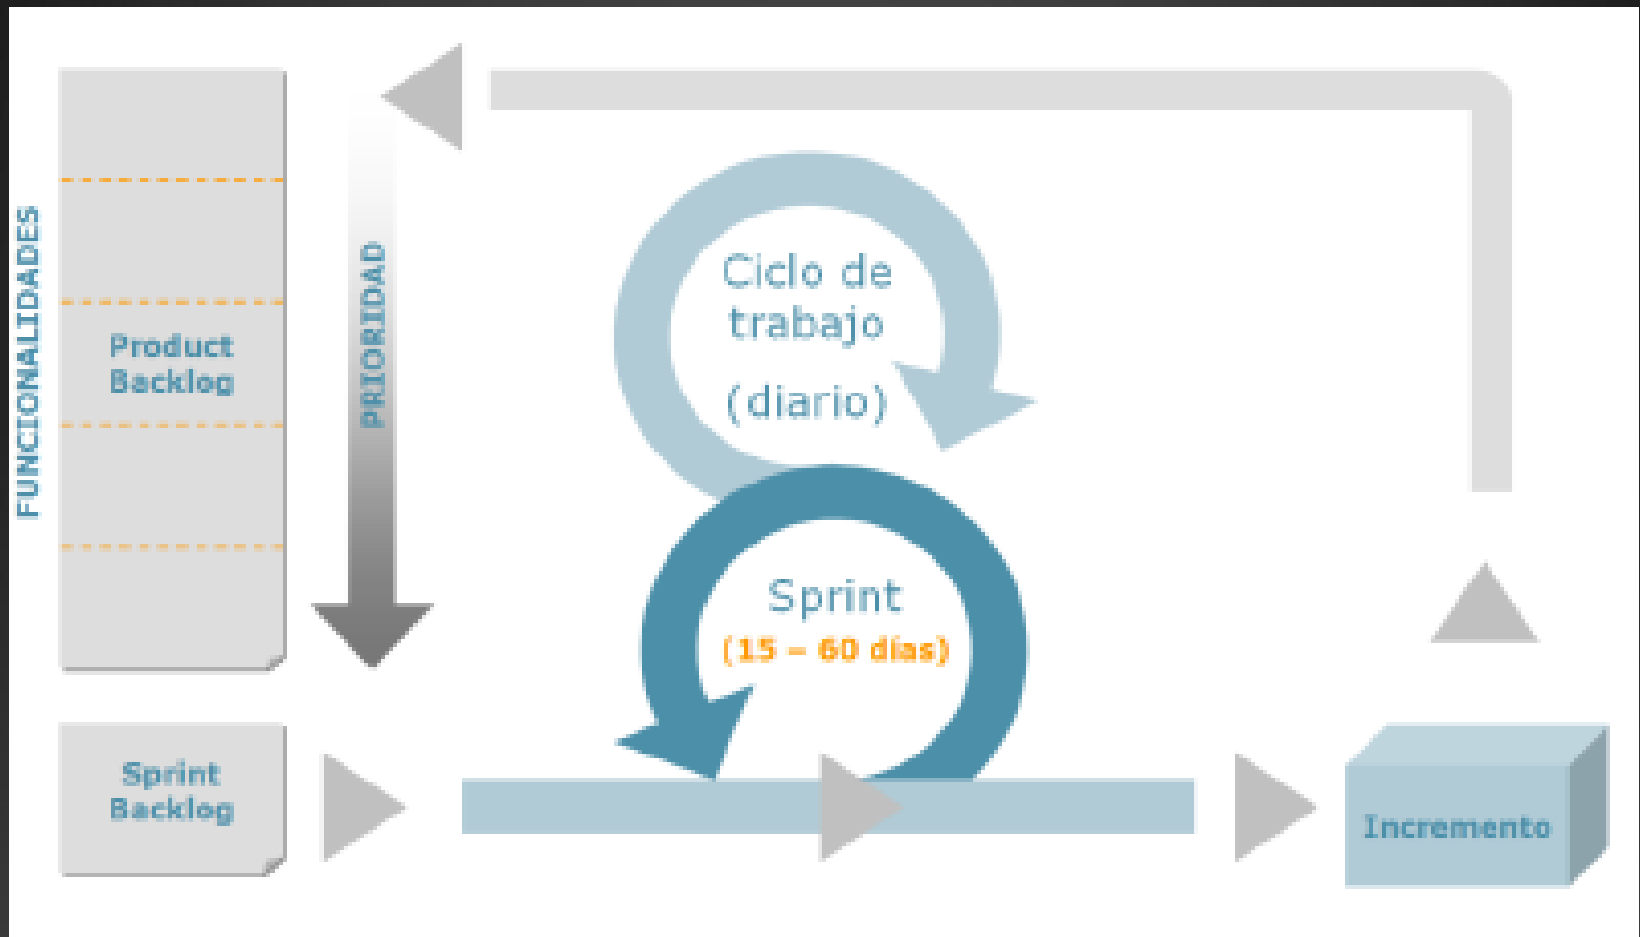 FUNCIONALIDADES
Product
Backlog
PRIORIDAD
Ciclo de
trabajo
(diario)
Sprint
(15 – 60 días)
Sprint
Backlog
Incremento